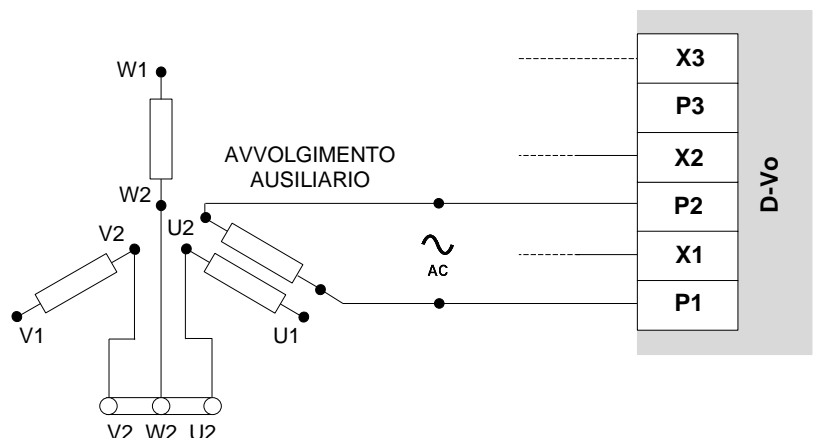 W1
X3
P3
AVVOLGIMENTO
AUSILIARIO
X2
W2
P2
D-Vo
V2
U2
AC
X1
P1
V1
U1
V2 W2 U2